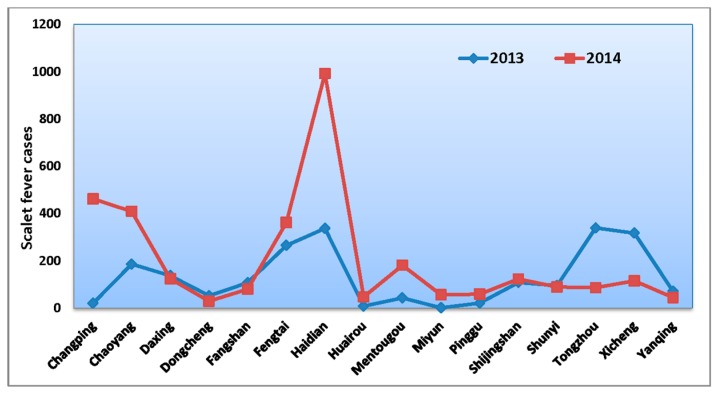 1200
1000
800
600
400
200
0
Scalet fever cases
2013
2014
Changping
Chaoyang
Daxing
Dongcheng
Fangshan
Fengtai
Haidian
Huairou
Mentougou
Miyun
Pinggu
Shijingshan
Shunyi
Tongzhou
Xicheng
Yanqing